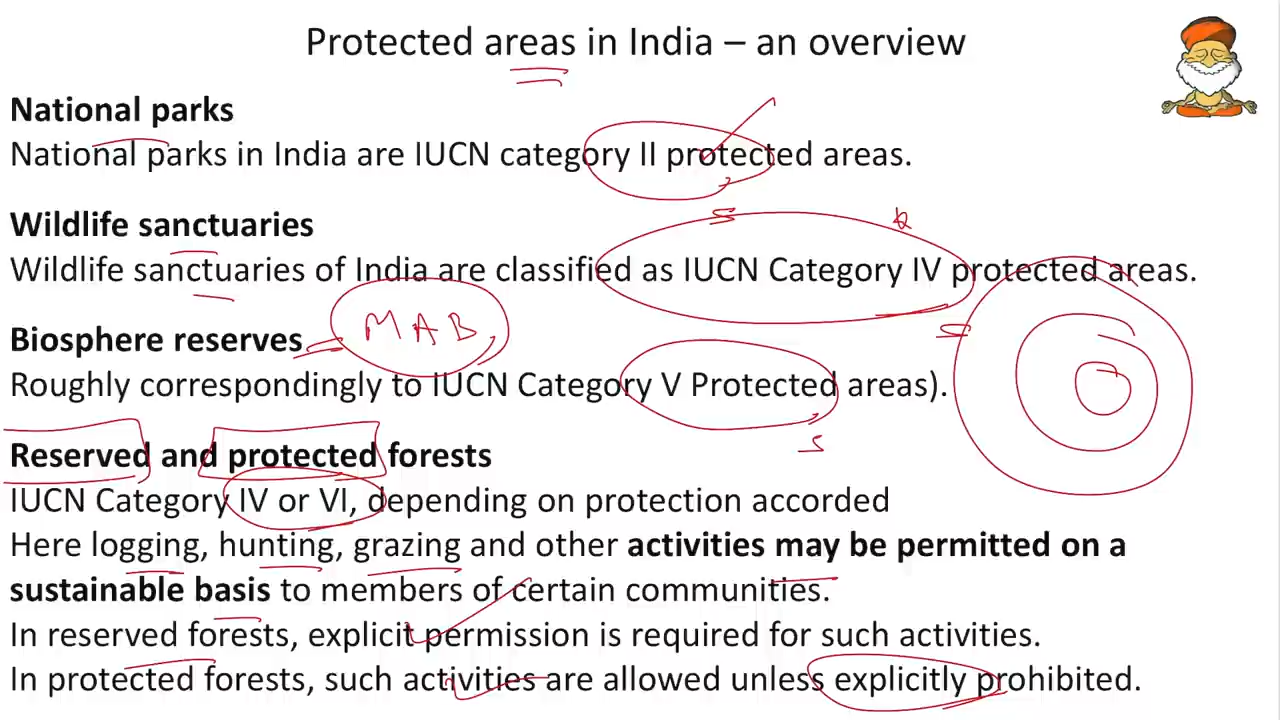 Protected areas in India – an overview
National parks
National parks in India are IUCN category II protected areas.
Wildlife sanctuaries
Wildlife sanctuaries of India are classified as IUCN Category IV protected areas.
Biosphere reserves MAB
Roughly correspondingly to IUCN Category V Protected areas).
Reserved and protected forests
IUCN Category IV or VI, depending on protection accorded
Here logging, hunting, grazing and other activities may be permitted on a
sustainable basis to members of certain communities.
In reserved forests, explicit permission is required for such activities.
In protected forests, such activities are allowed unless explicitly prohibited.